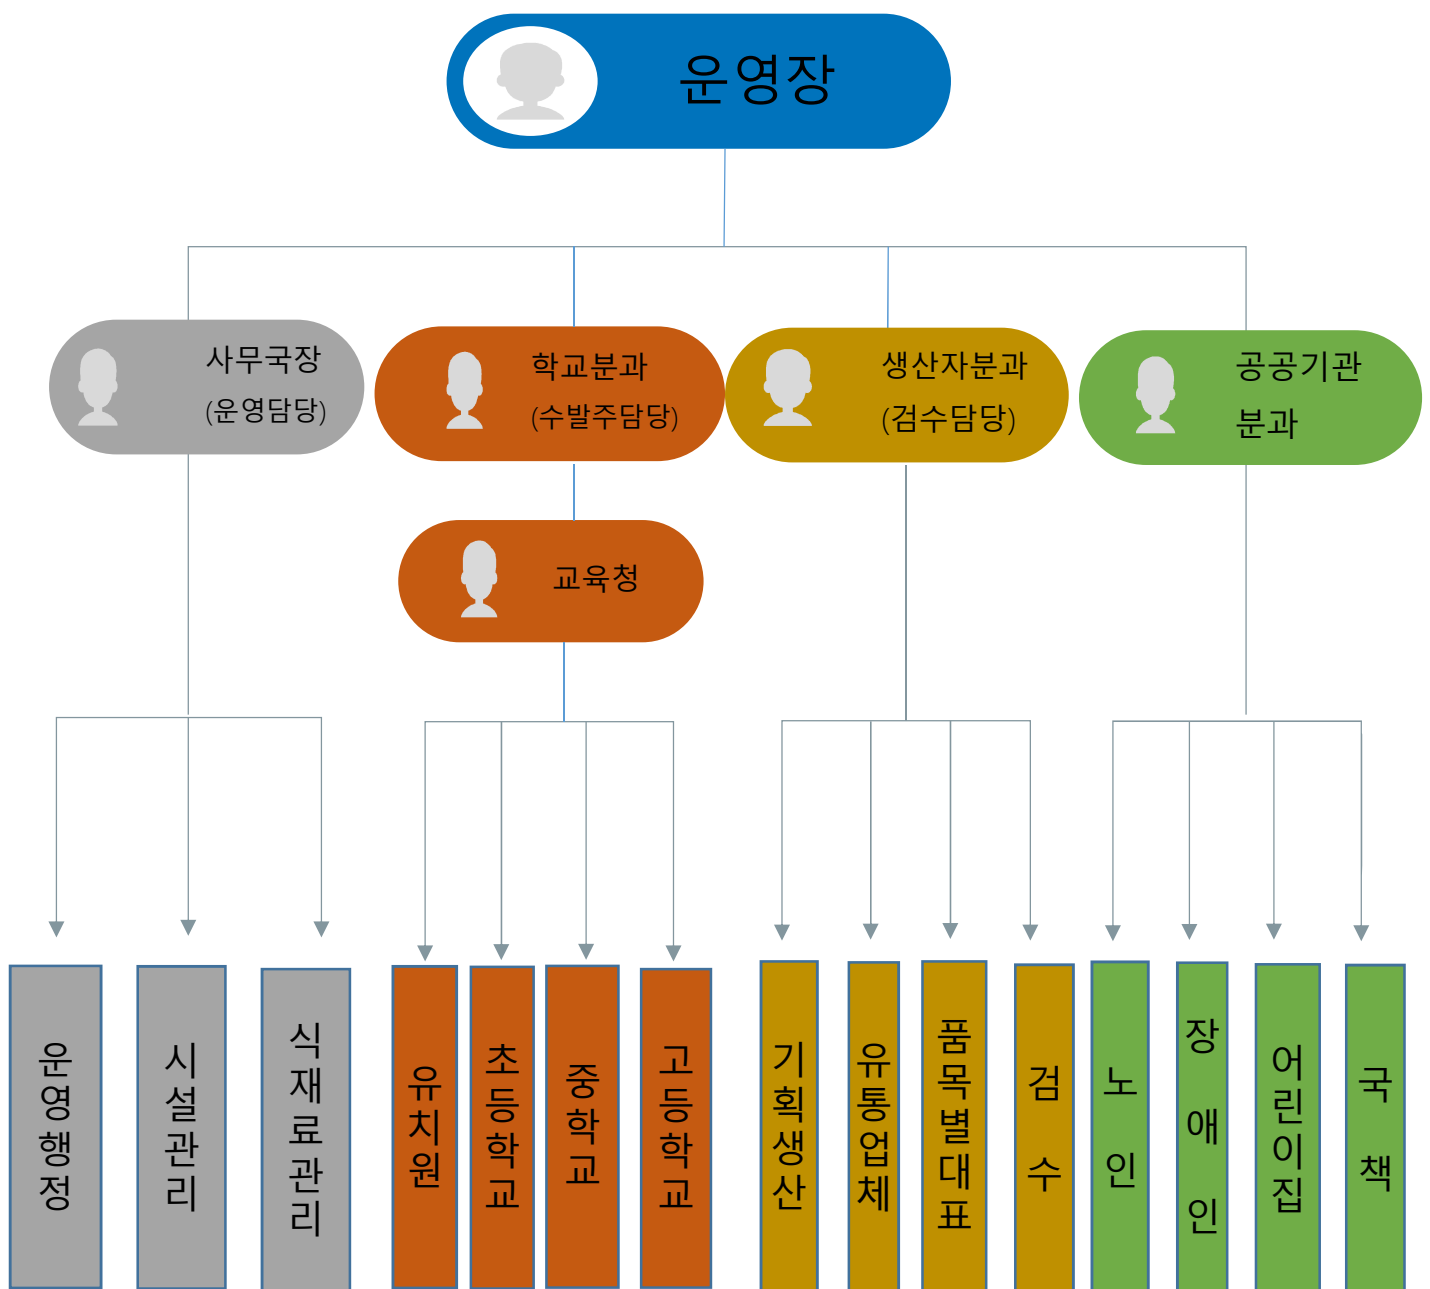 운영장
사무국장
(운영담당)
학교분과
(수발주담당)
생산자분과
(검수담당)
공공기관
분과
교육청
운영행정
시설관리
식재료관리
유치원
초등학교
중학교
고등학교
기획생산
유통업체
품목별대표
검수
노인
장애인
어린이집
국책